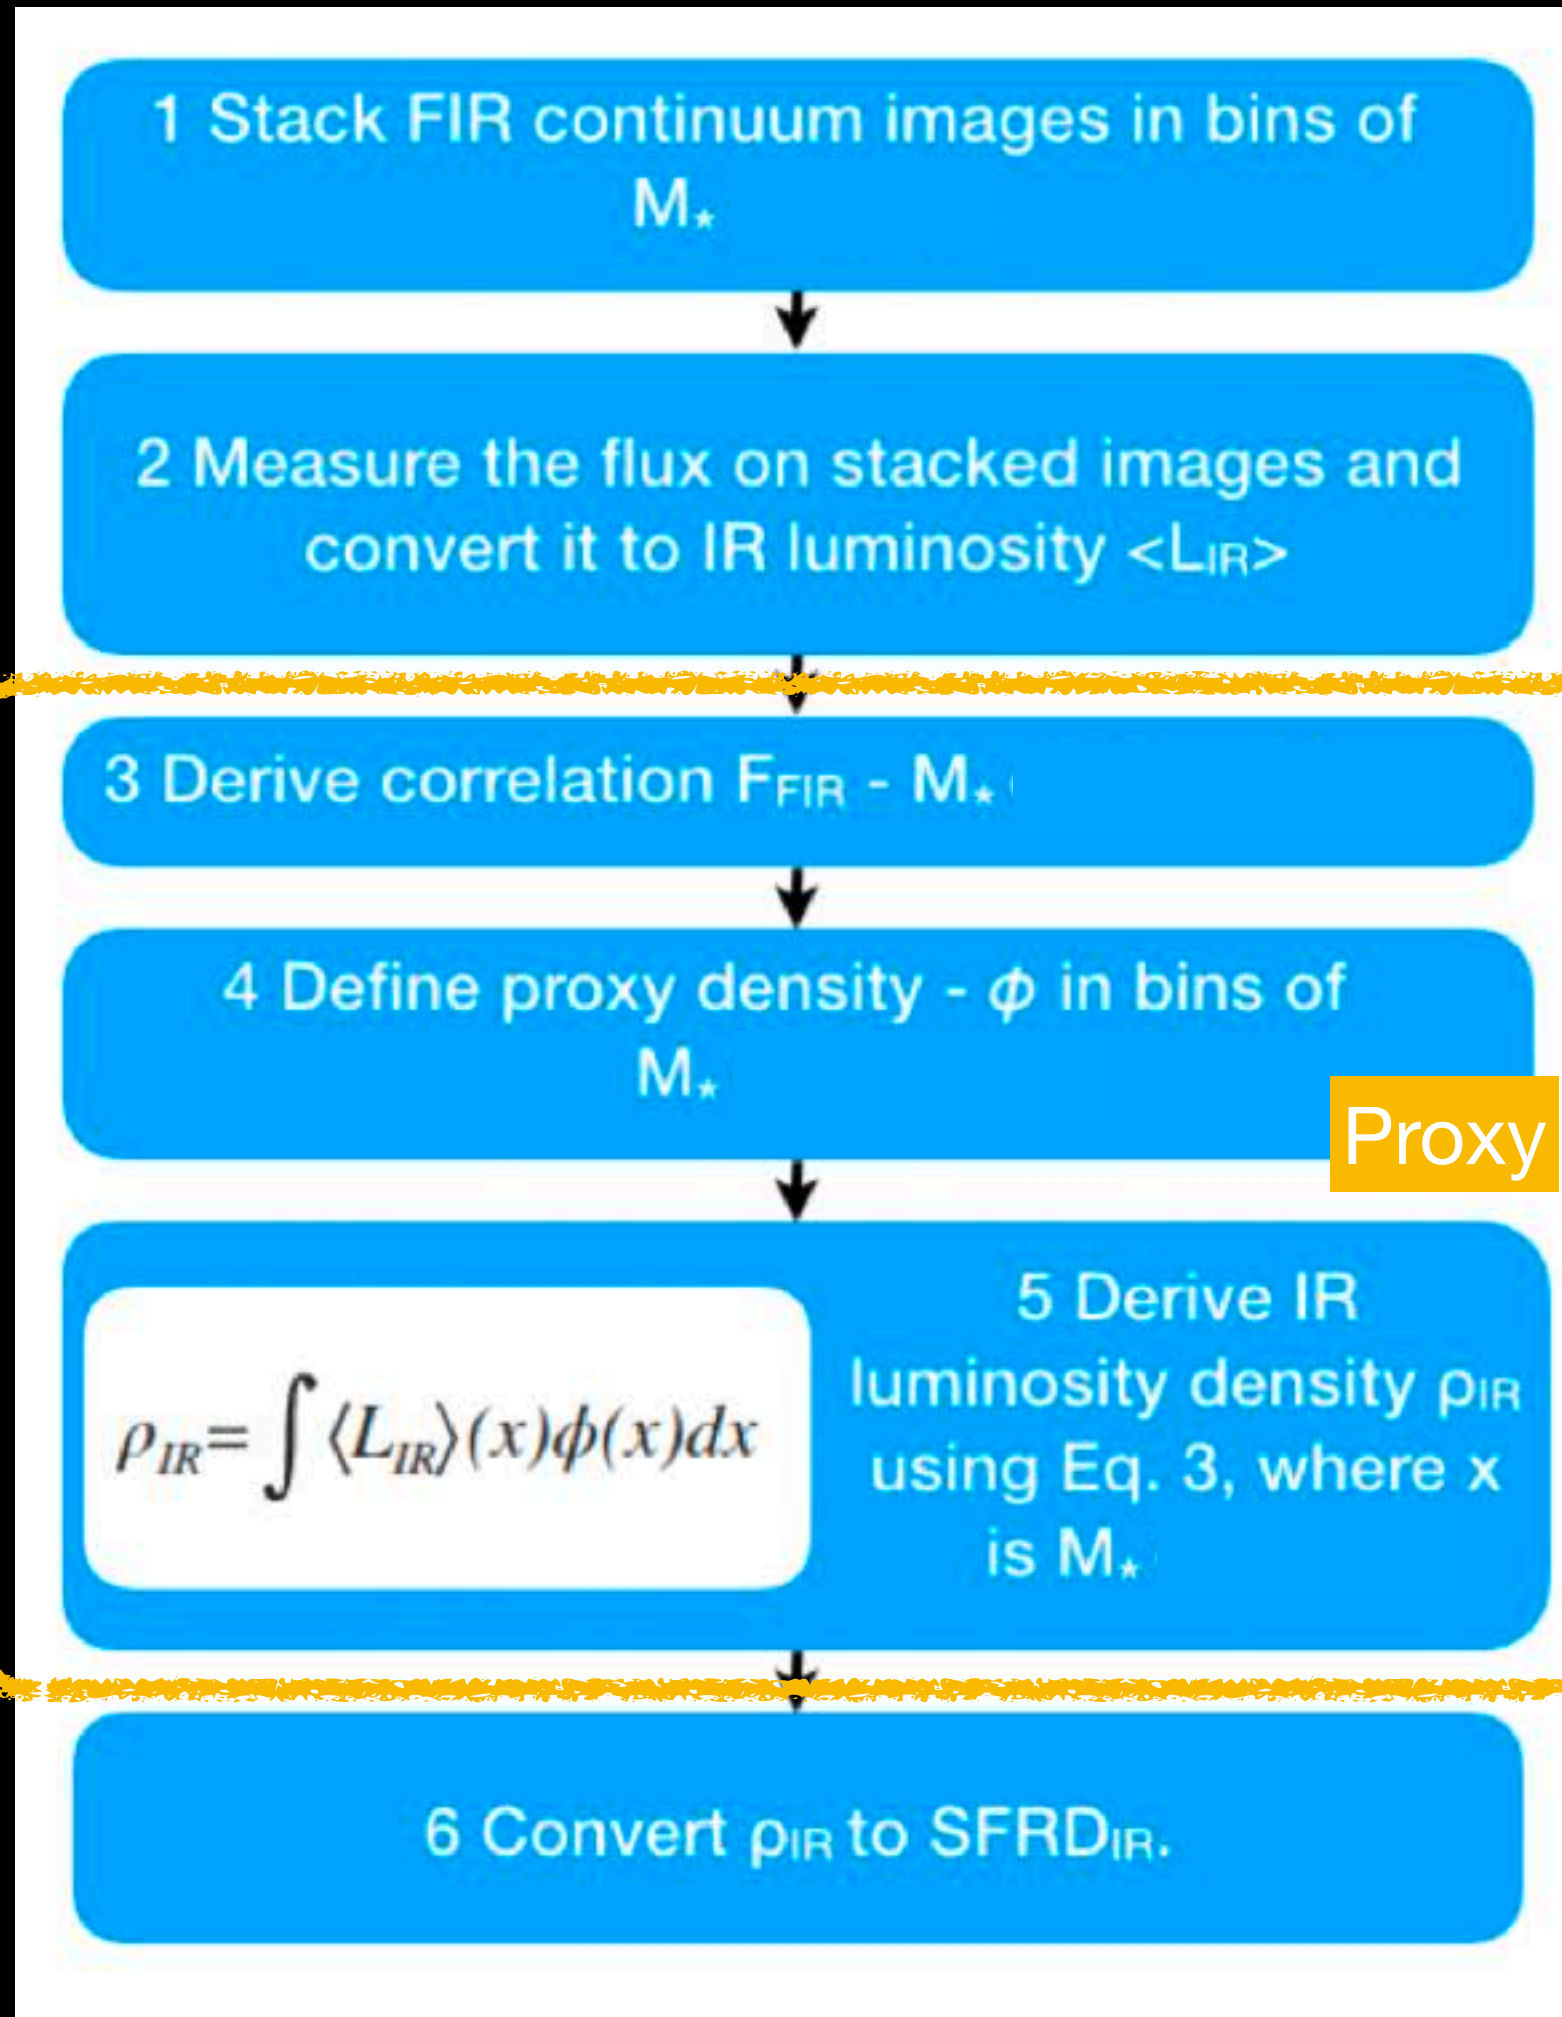 1 Stack FIR continuum images in bins of
M⋆
2 Measure the flux on stacked images and
convert it to IR luminosity <LIR>
3 Derive correlation FFIR - M⋆
4 Define proxy density - ϕ in bins of
M⋆
Proxy
ρIR= ∫⟨LIR⟩(x)ϕ(x)dx
5 Derive IR
luminosity density ρIR
using Eq. 3, where x
is M⋆
6 Convert ρIR to SFRDIR.